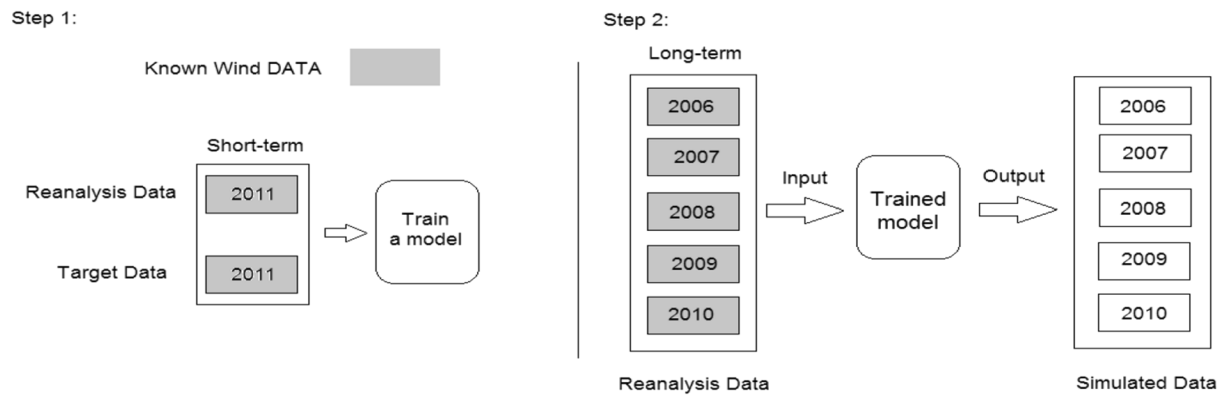 Step 1:
Known Wind DATA
Short-term
Reanalysis Data
2011
Target Data
2011
Train
a model
Step 2:
Long-term
2006
2007
2008
2009
2010
Reanalysis Data
Input
Trained
model
Output
2006
2007
2008
2009
2010
Simulated Data